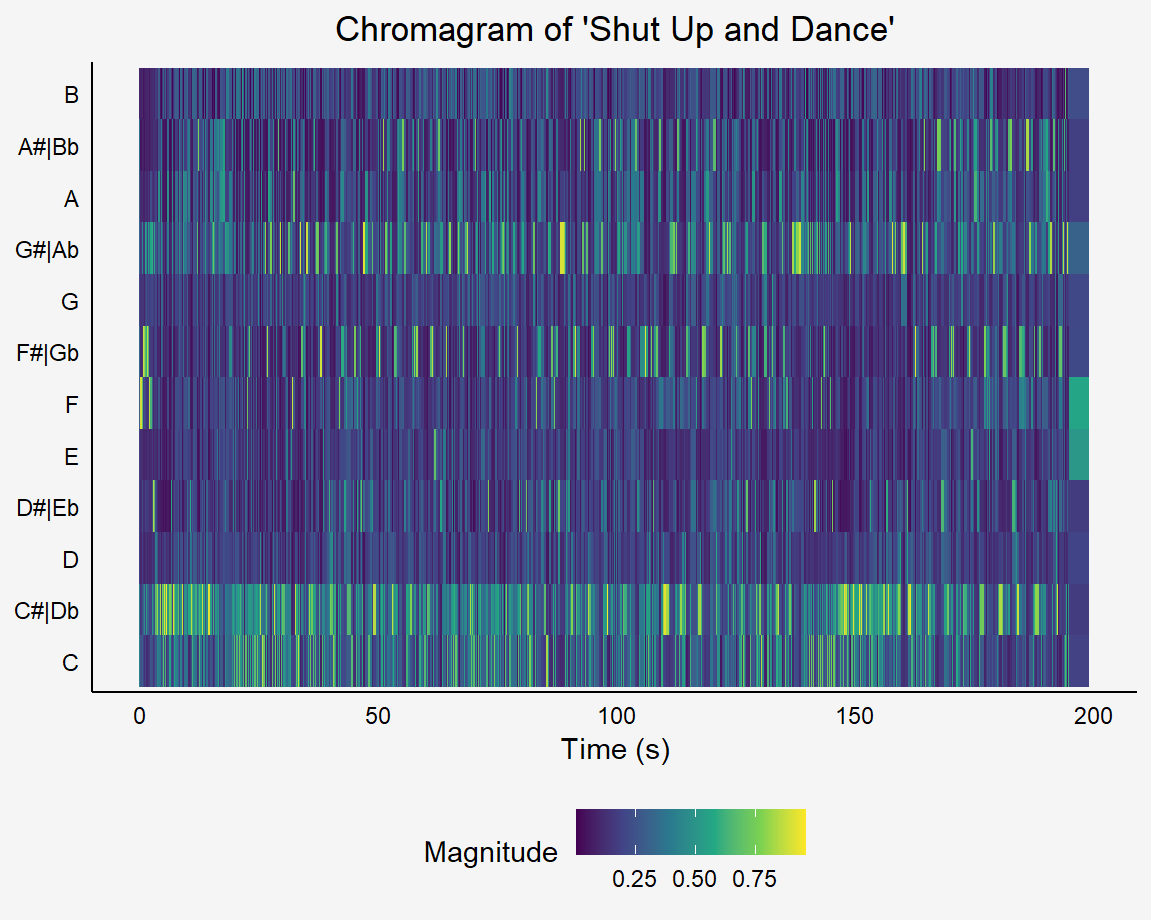 Chromagram of 'Shut Up and Dance'
B
A#|Bb
A
G#|Ab
G
F#|Gb
F
E
D#|Eb
D
C#|Db
C
0 50 100 150 200
Time (s)
Magnitude
0.25 0.50 0.75